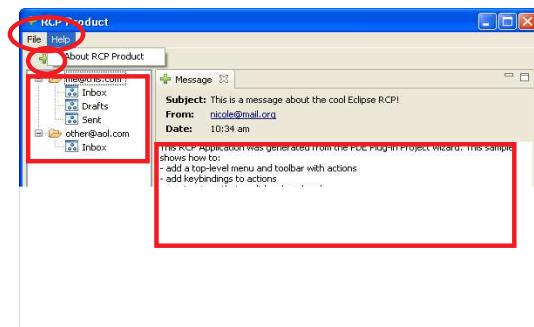 RCP Product
File Help
About RCP Product
me@this.com
Inbox
Drafts
Sent
other@aol.com
Inbox
Message
Subject: This is a message about the cool Eclipse RCP!
From: nicole@mail.org
Date: 10:34 am
This RCP Application was generated from the PDE Plug-in Project wizard. This sample
shows how to:
- add a top-level menu and toolbar with actions
- add keybindings to actions